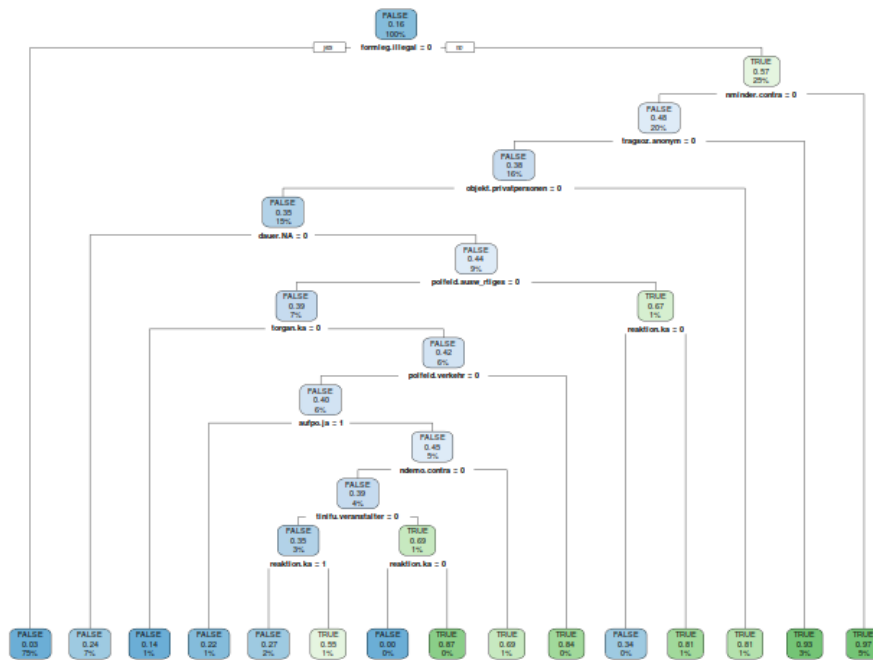 FALSE
0.16
100%
yes
formleg.illegal = 0
no
TRUE
0.57
25%
nminder.contra = 0
FALSE
0.48
20%
tragsoz.anonym = 0
FALSE
0.38
16%
objekt.privatpersonen = 0
FALSE
0.35
15%
dauer.NA = 0
FALSE
0.44
9%
polfeld.ausw_rtiges = 0
FALSE
0.39
7%
torgan.ka = 0
TRUE
0.67
1%
reaktion.ka = 0
FALSE
0.42
6%
polfeld.verkehr = 0
FALSE
0.40
6%
aufpo.ja = 1
FALSE
0.45
5%
ndemo.contra = 0
FALSE
0.39
4%
tinifu.veranstalter = 0
FALSE
0.35
3%
reaktion.ka = 1
TRUE
0.69
1%
reaktion.ka = 0
FALSE
0.03
75%
FALSE
0.24
7%
FALSE
0.14
1%
FALSE
0.22
1%
FALSE
0.27
2%
TRUE
0.55
1%
FALSE
0.00
0%
TRUE
0.87
0%
TRUE
0.69
1%
TRUE
0.84
0%
FALSE
0.34
0%
TRUE
0.81
1%
TRUE
0.81
1%
TRUE
0.93
3%
TRUE
0.97
5%